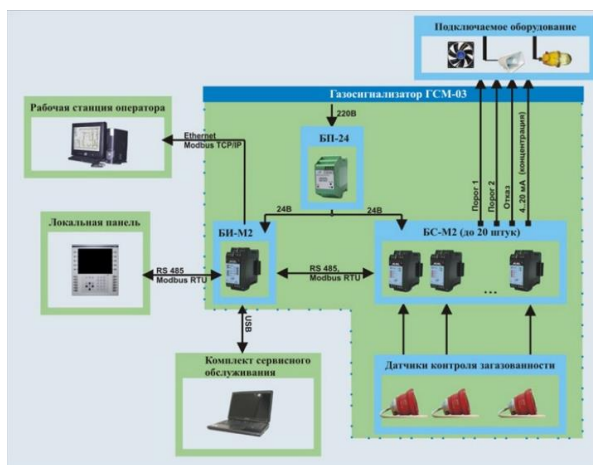 Подключаемое оборудование
Газосигнализатор ГСМ-03
Рабочая станция оператора
220В
Ethernet
Modbus TCP/IP
БП-24
Порог 1
Порог 2
Отказ
4..20 мА (концентрация)
24В
24В
Локальная панель
БИ-М2
БС-М2 (до 20 штук)
RS 485
Modbus RTU
RS 485,
Modbus RTU
...
USB
Комплект сервисного
обслуживания
Датчики контроля загазованности